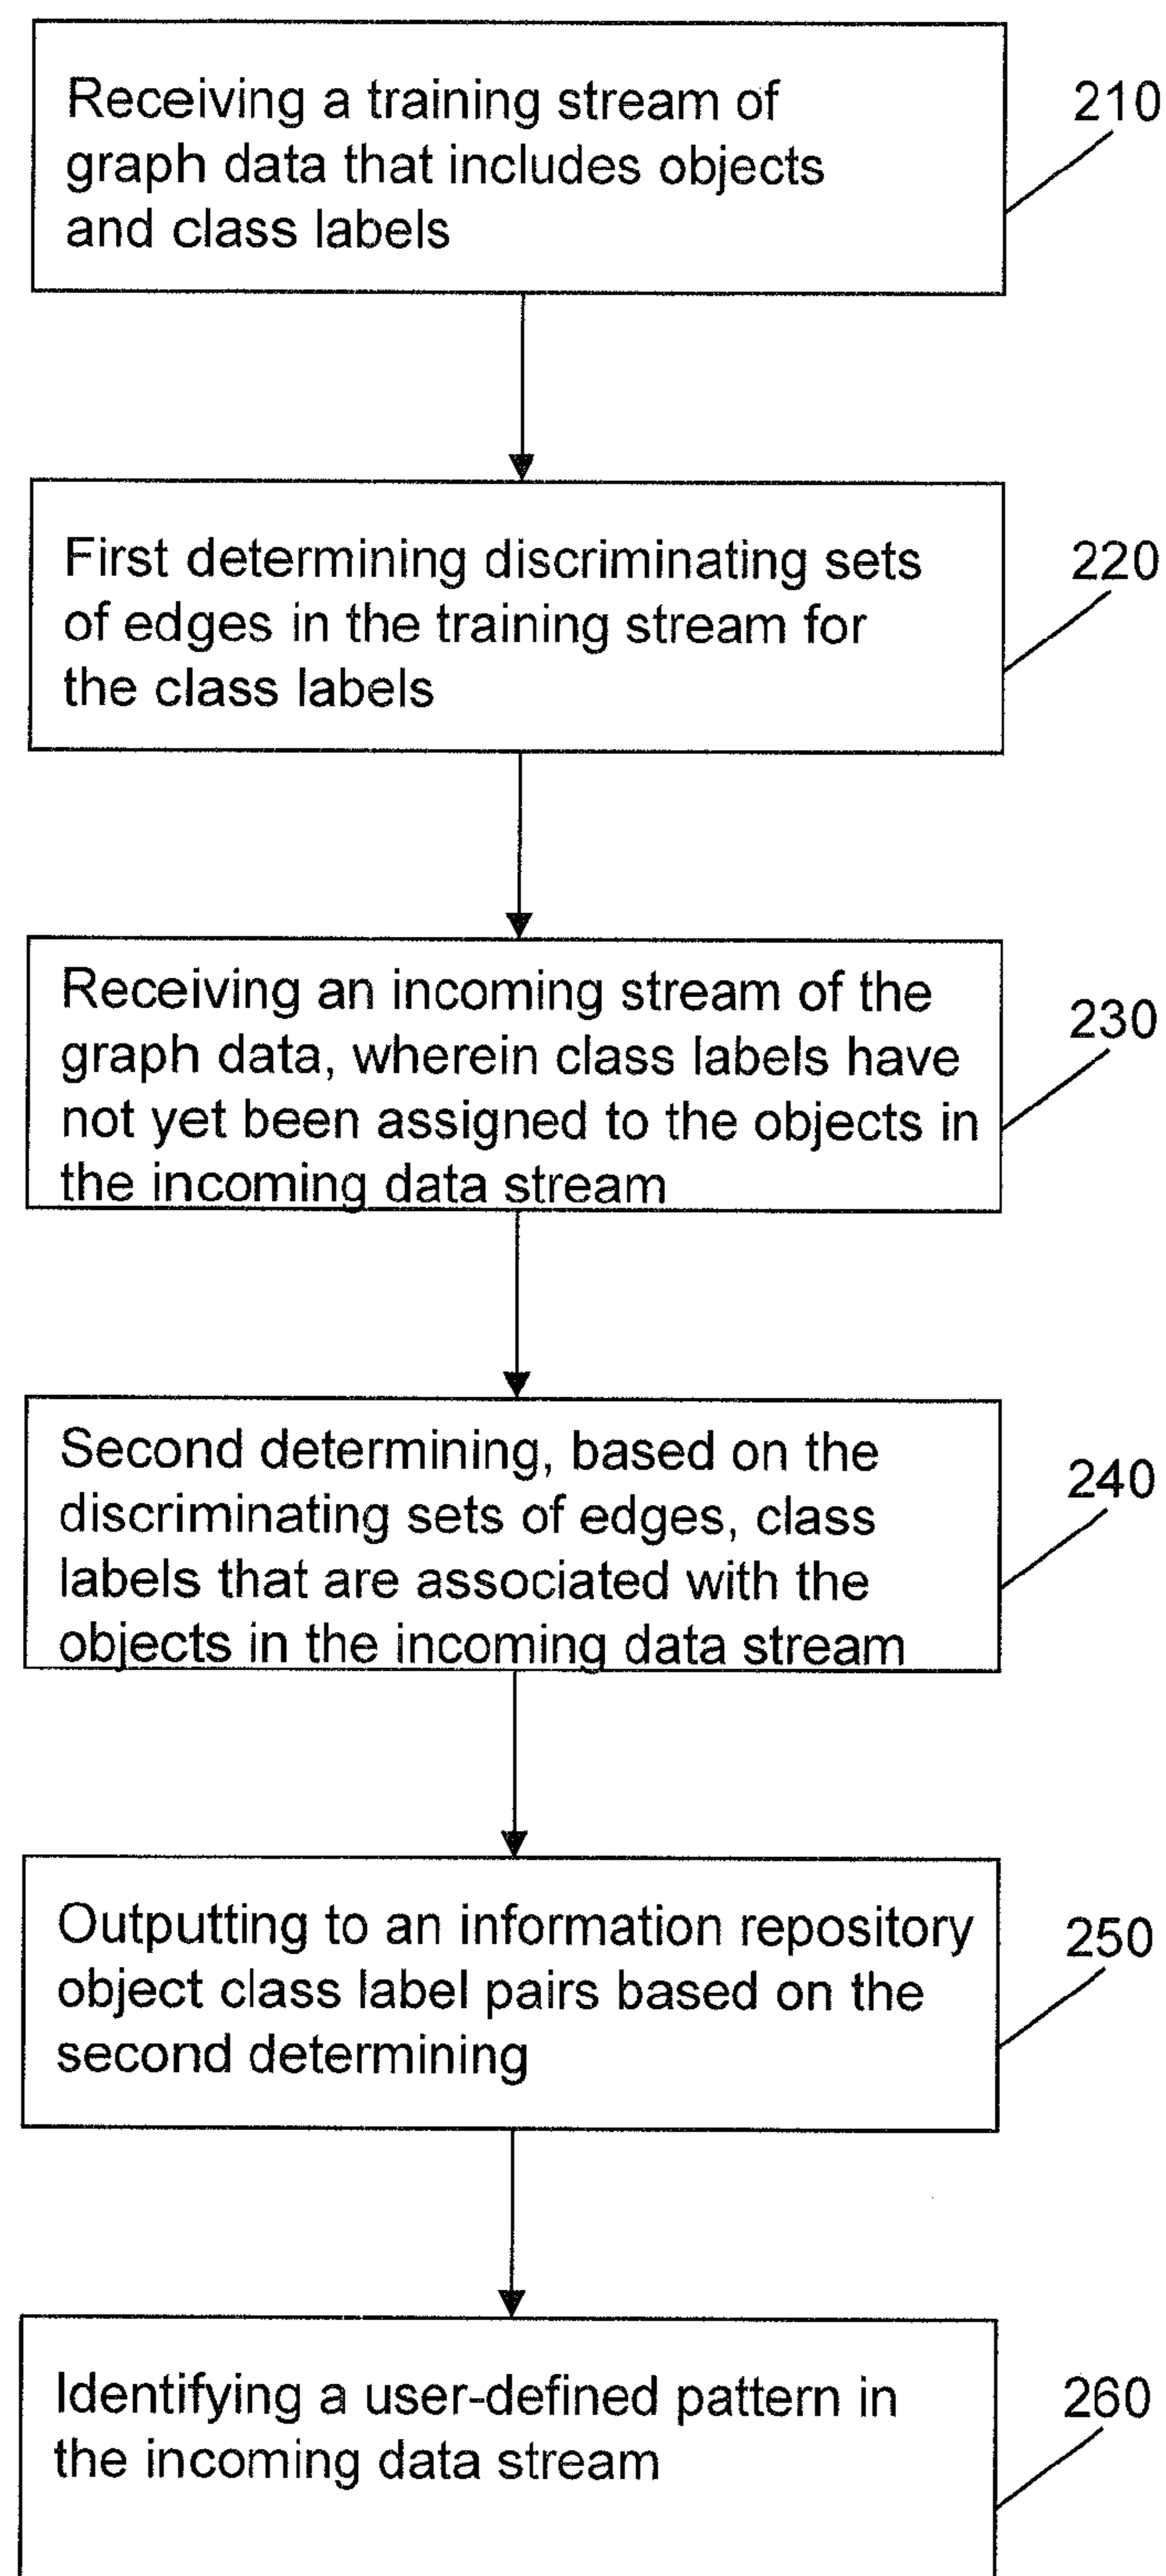 Receiving a training stream of
graph data that includes objects
and class labels
210
First determining discriminating sets
of edges in the training stream for
the class labels
220
Receiving an incoming stream of the
graph data, wherein class labels have
not yet been assigned to the objects in
the incoming data stream
230
Second determining, based on the
discriminating sets of edges, class
labels that are associated with the
objects in the incoming data stream
240
Outputting to an information repository
object class label pairs based on the
second determining
250
Identifying a user-defined pattern in
the incoming data stream
260